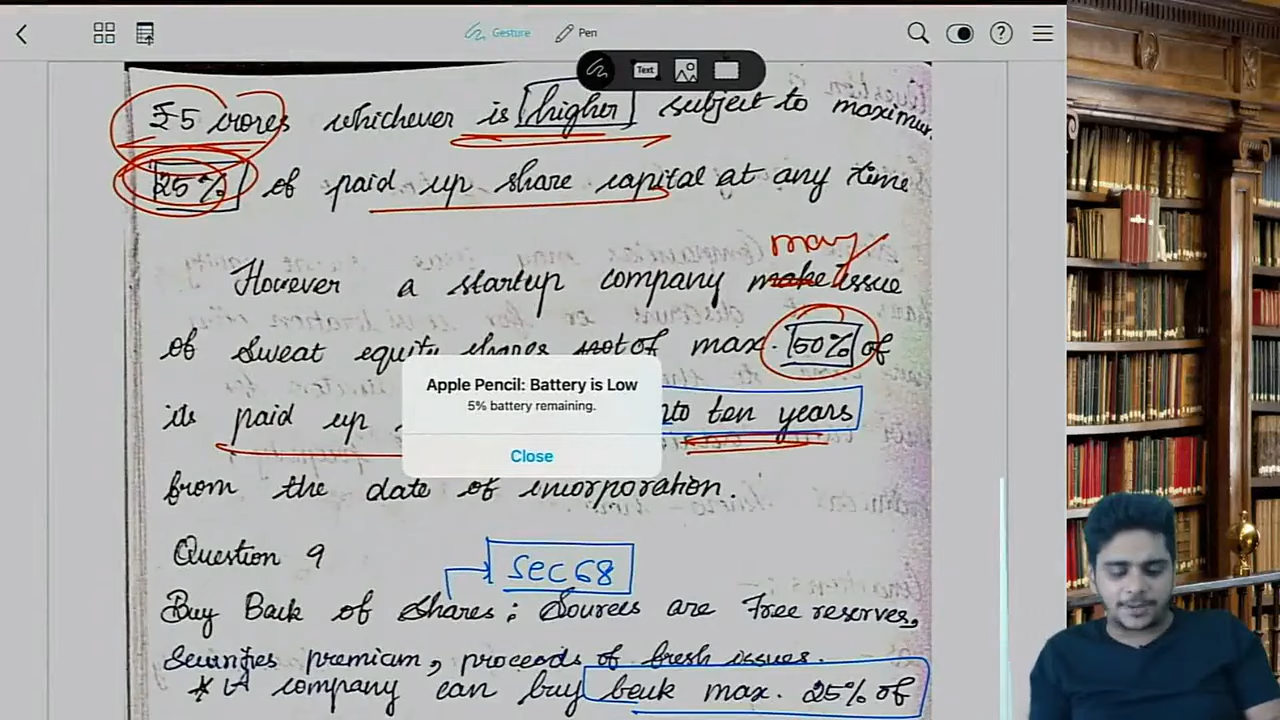 Gesture Pen
Text
₹5 crores whichever is higher subject to maximum
25% of paid up share capital at any time
may
However a startup company make issue
of sweat equity shares not of max. 50% of
its paid up
nto ten years
from the date of incorporation.
Apple Pencil: Battery is Low
5% battery remaining.
Close
Question 9
Sec 68
Buy Back of Shares: Sources are Free reserves,
Securities premium, proceeds of fresh issues.
* A company can buy back max. 25% of